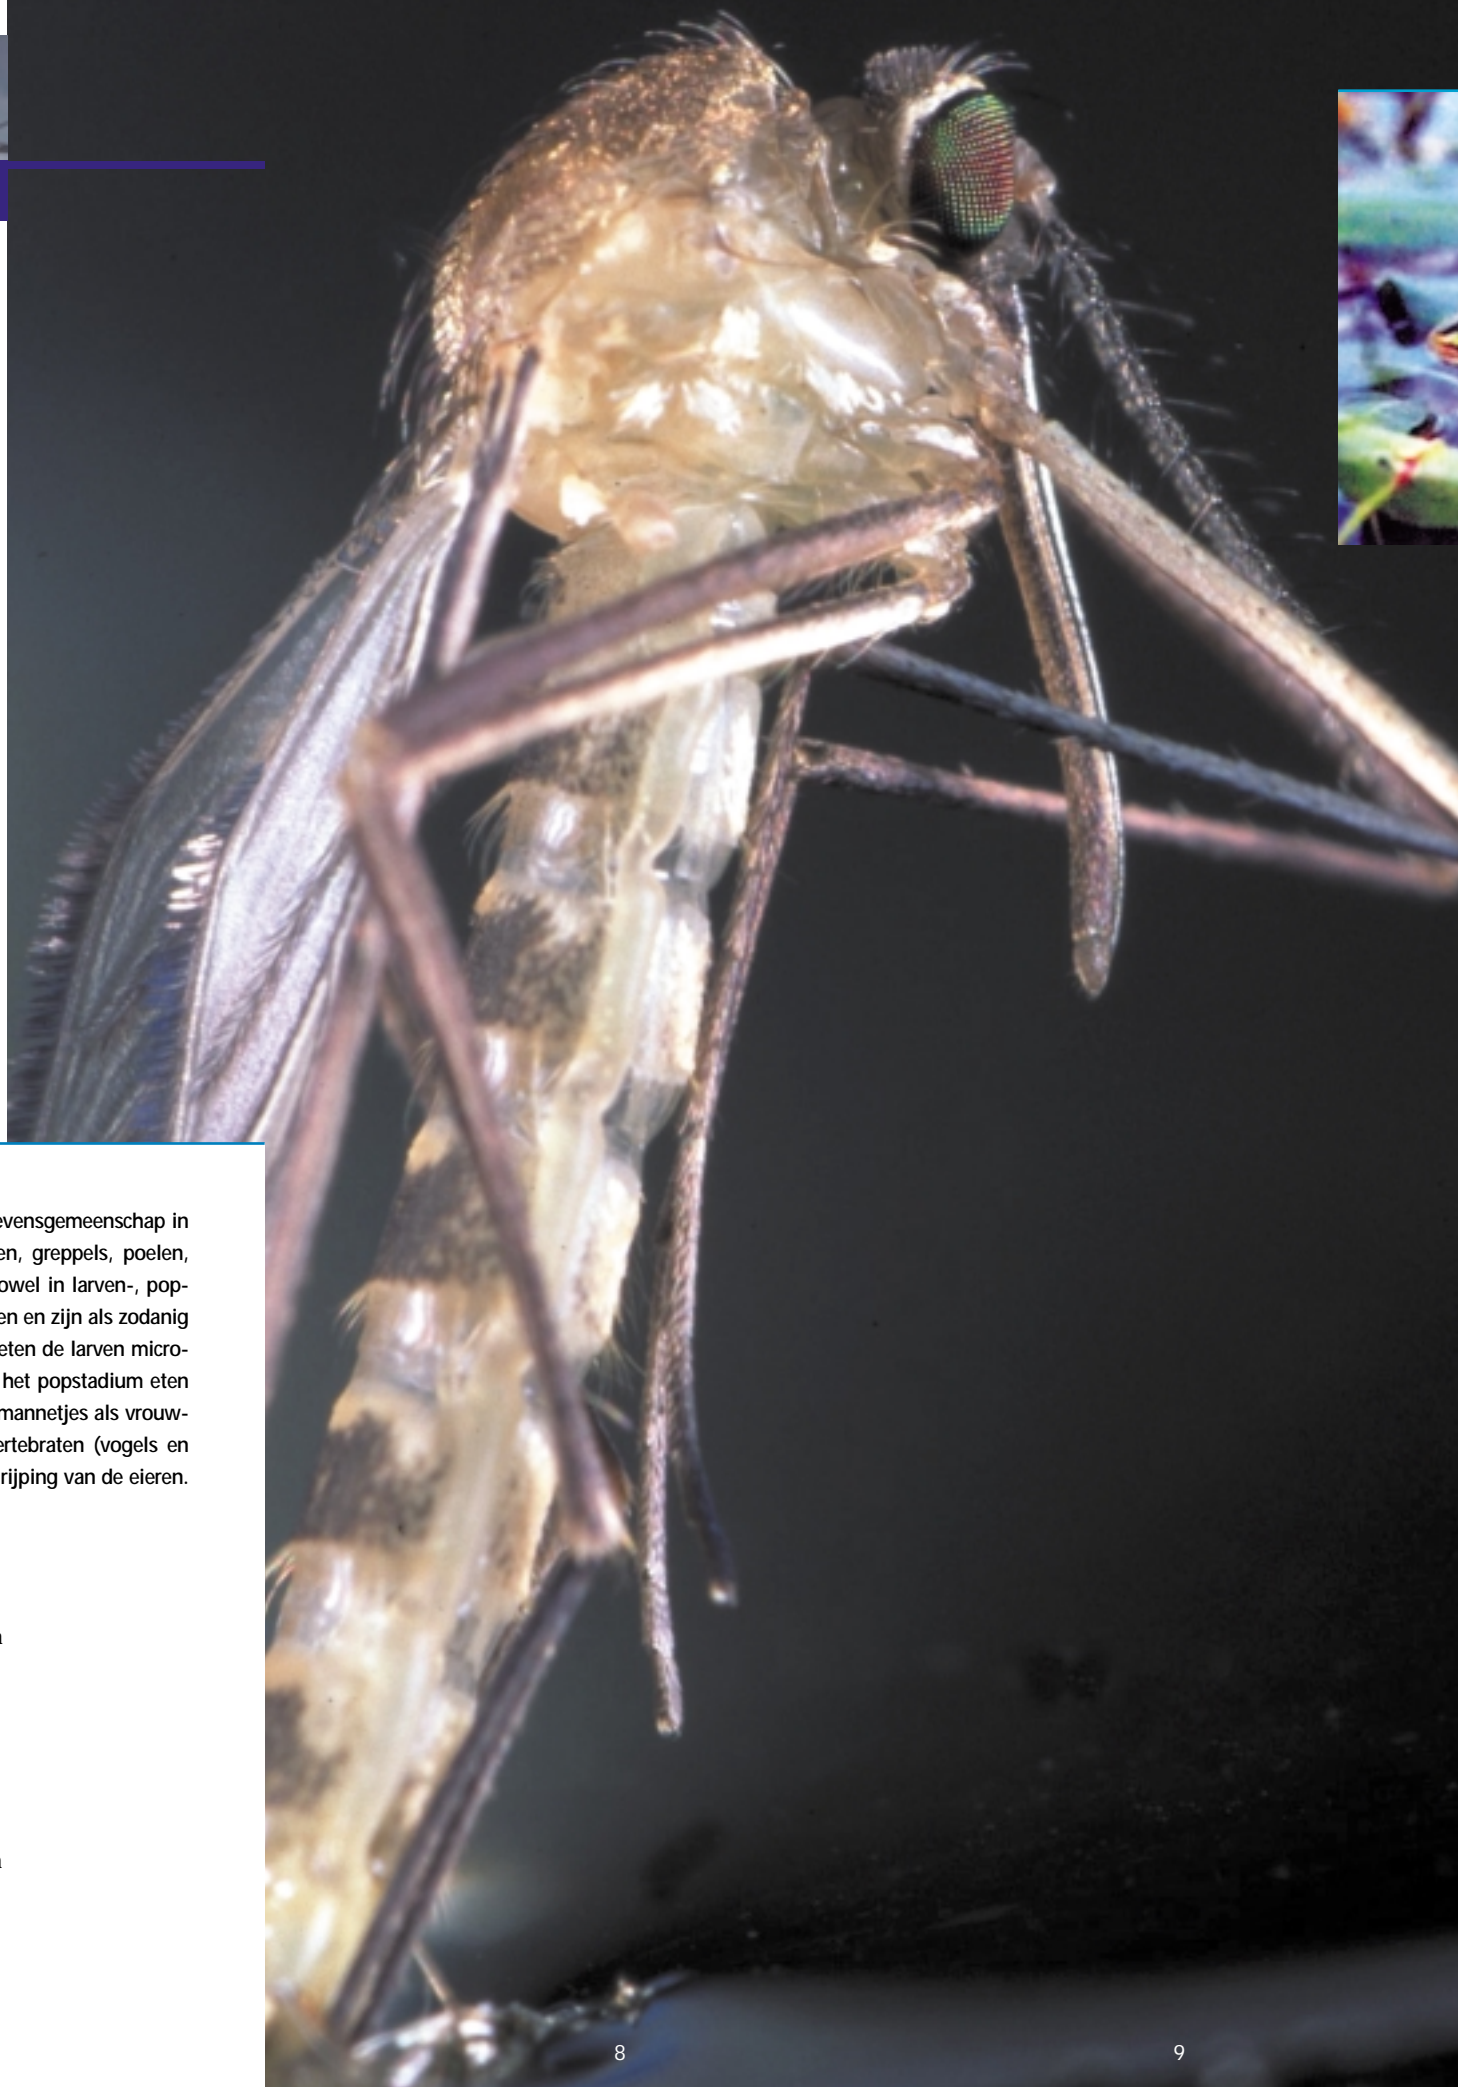 evensgemeenschap in
en, greppels, poelen,
owel in larven-, pop-
en en zijn als zodanig
eten de larven micro-
het popstadium eten
mannetjes als vrouw-
ertebraten (vogels en
rijping van de eieren.
8
9